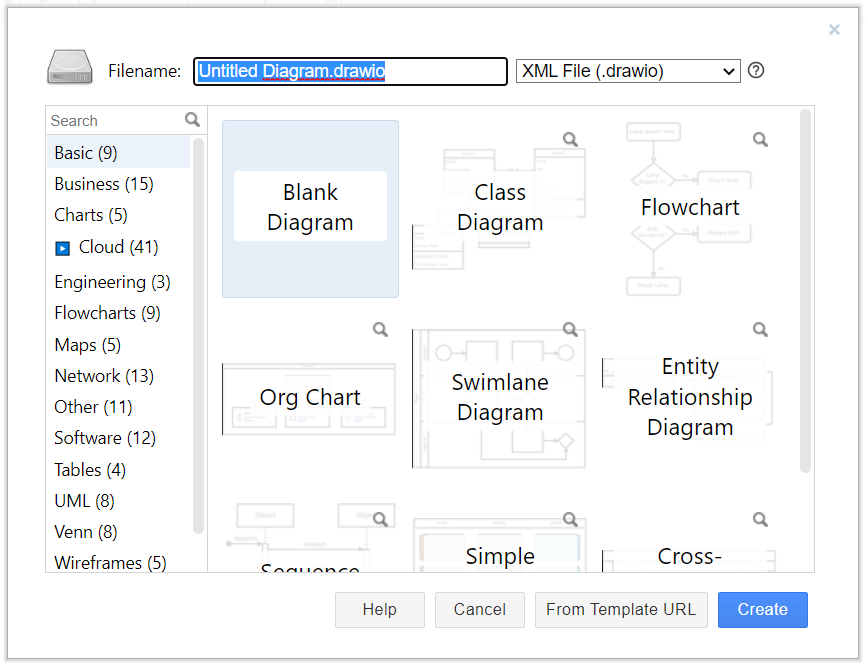 Filename:
Untitled Diagram.drawio
XML File (.drawio)
Search
Basic (9)
Business (15)
Charts (5)
Cloud (41)
Engineering (3)
Flowcharts (9)
Maps (5)
Network (13)
Other (11)
Software (12)
Tables (4)
UML (8)
Venn (8)
Wireframes (5)
Blank
Diagram
Class
Diagram
Flowchart
Org Chart
Swimlane
Diagram
Entity
Relationship
Diagram
Sequence
Simple
Cross-
Help
Cancel
From Template URL
Create